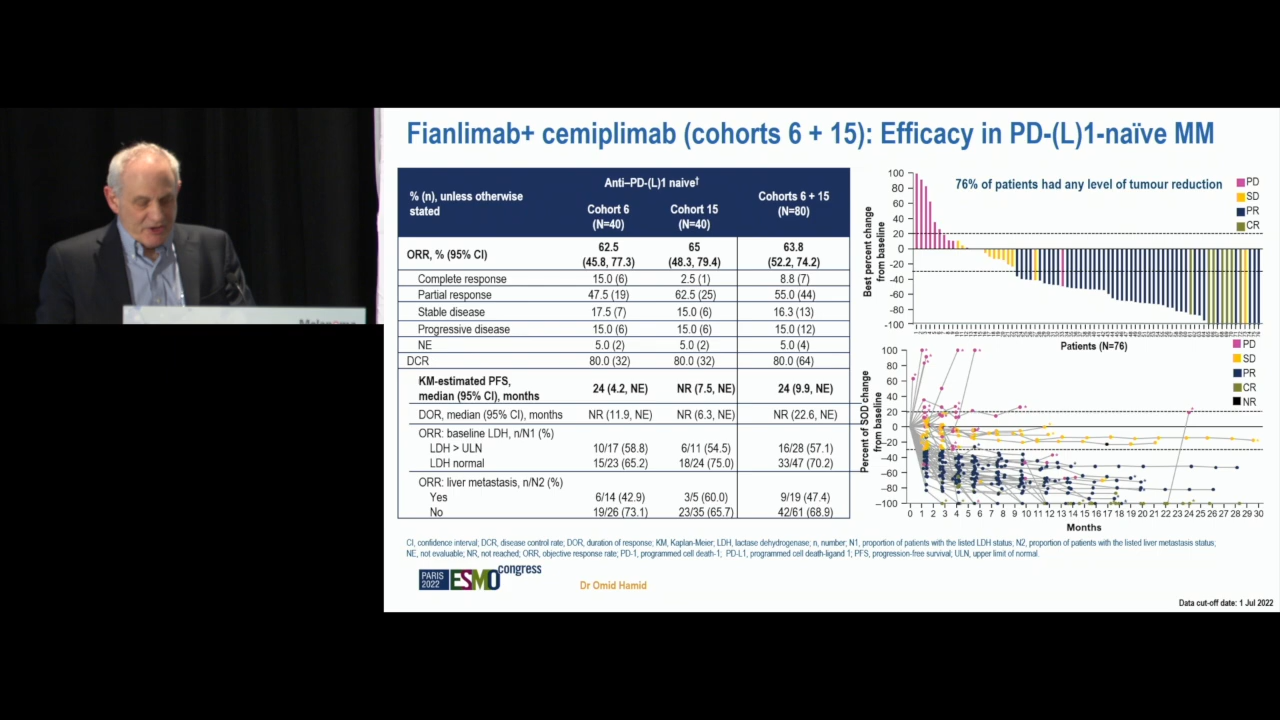 Fianlimab+ cemiplimab (cohorts 6 + 15): Efficacy in PD-(L)1-naïve MM
% (n), unless otherwise stated
Anti–PD-(L)1 naive†
Cohort 6 (N=40)
Cohort 15 (N=40)
Cohorts 6 + 15 (N=80)
ORR, % (95% CI) 62.5 (45.8, 77.3) 65 (48.3, 79.4) 63.8 (52.2, 74.2)
Complete response 15.0 (6) 2.5 (1) 8.8 (7)
Partial response 47.5 (19) 62.5 (25) 55.0 (44)
Stable disease 17.5 (7) 15.0 (6) 16.3 (13)
Progressive disease 15.0 (6) 15.0 (6) 15.0 (12)
NE 5.0 (2) 5.0 (2) 5.0 (4)
DCR 80.0 (32) 80.0 (32) 80.0 (64)
KM-estimated PFS, median (95% CI), months 24 (4.2, NE) NR (7.5, NE) 24 (9.9, NE)
DOR, median (95% CI), months NR (11.9, NE) NR (6.3, NE) NR (22.6, NE)
ORR: baseline LDH, n/N1 (%)
LDH > ULN 10/17 (58.8) 6/11 (54.5) 16/28 (57.1)
LDH normal 15/23 (65.2) 18/24 (75.0) 33/47 (70.2)
ORR: liver metastasis, n/N2 (%)
Yes 6/14 (42.9) 3/5 (60.0) 9/19 (47.4)
No 19/26 (73.1) 23/35 (65.7) 42/61 (68.9)
76% of patients had any level of tumour reduction
PD
SD
PR
CR
Best percent change from baseline
100
80
60
40
20
0
-20
-40
-60
-80
-100
Patients (N=76)
PD
SD
PR
CR
NR
Percent of SOD change from baseline
100
80
60
40
20
0
−20
−40
−60
−80
−100
0 1 2 3 4 5 6 7 8 9 10 11 12 13 14 15 16 17 18 19 20 21 22 23 24 25 26 27 28 29 30
Months
CI, confidence interval; DCR, disease control rate; DOR, duration of response; KM, Kaplan-Meier; LDH, lactase dehydrogenase; n, number; N1, proportion of patients with the listed LDH status; N2, proportion of patients with the listed liver metastasis status;
NE, not evaluable; NR, not reached; ORR, objective response rate; PD-1, programmed cell death-1; PD-L1, programmed cell death-ligand 1; PFS, progression-free survival; ULN, upper limit of normal.
PARIS 2022 ESMO congress
Dr Omid Hamid
Data cut-off date: 1 Jul 2022